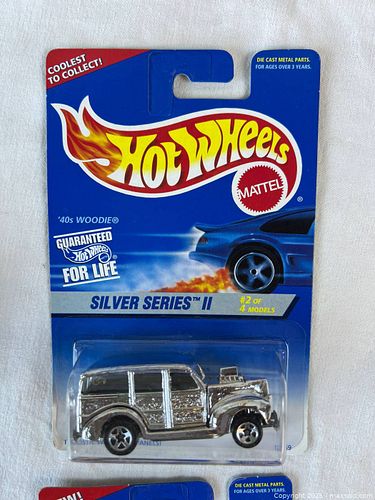 COOLEST
TO COLLECT!
DIE CAST METAL PARTS.
FOR AGES OVER 3 YEARS.
HOT WHEELS
MATTEL
'40s WOODIE®
GUARANTEED
Hot Wheels
FOR LIFE
SILVER SERIES™ II
#2 OF
4 MODELS
DIE CAST METAL PARTS.
FOR AGES OVER 3 YEARS.